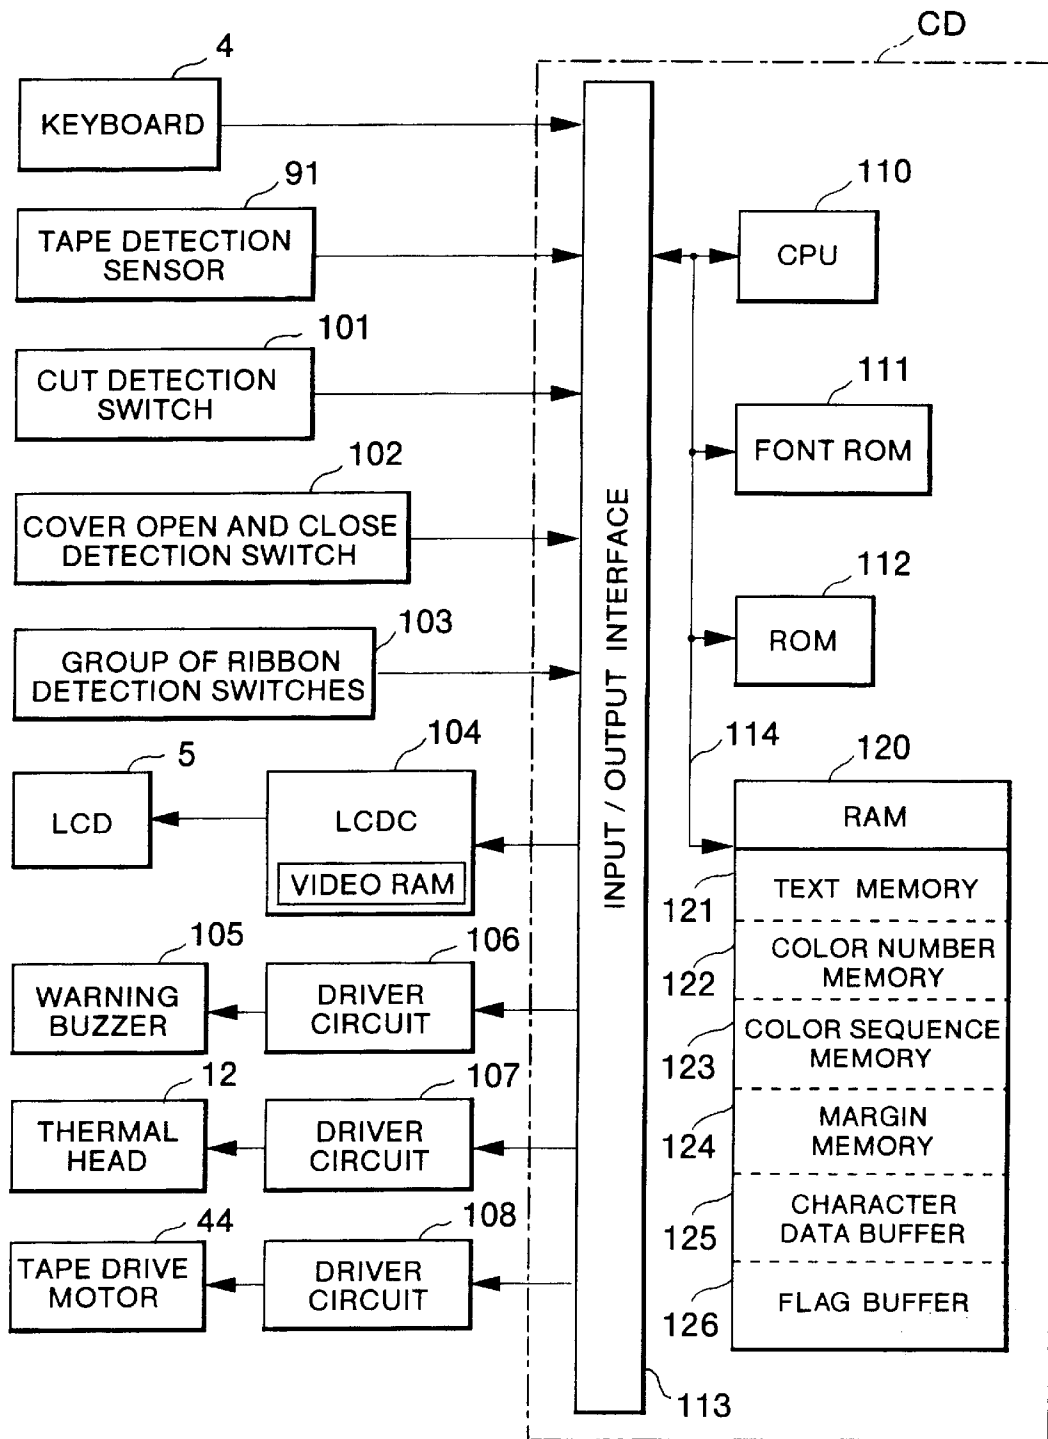 CD
4
KEYBOARD
91
TAPE DETECTION
SENSOR
101
CUT DETECTION
SWITCH
102
COVER OPEN AND CLOSE
DETECTION SWITCH
103
GROUP OF RIBBON
DETECTION SWITCHES
5
LCD
104
LCDC
VIDEO RAM
105
WARNING
BUZZER
106
DRIVER
CIRCUIT
12
THERMAL
HEAD
107
DRIVER
CIRCUIT
44
TAPE DRIVE
MOTOR
108
DRIVER
CIRCUIT
INPUT / OUTPUT INTERFACE
113
110
CPU
111
FONT ROM
112
ROM
114
120
RAM
121
TEXT MEMORY
122
COLOR NUMBER
MEMORY
123
COLOR SEQUENCE
MEMORY
124
MARGIN
MEMORY
125
CHARACTER
DATA BUFFER
126
FLAG BUFFER